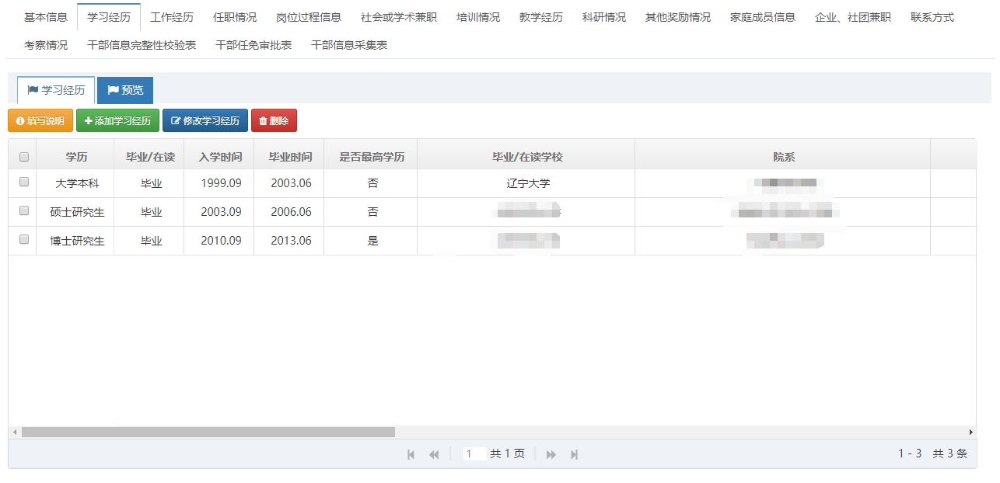 基本信息 学习经历 工作经历 任职情况 岗位过程信息 社会或学术兼职 培训情况 教学经历 科研情况 其他奖励情况 家庭成员信息 企业、社团兼职 联系方式
考察情况 干部信息完整性校验表 干部任免审批表 干部信息采集表
学习经历 预览
填写说明 添加学习经历 修改学习经历 删除
学历 毕业/在读 入学时间 毕业时间 是否最高学历 毕业/在读学校 院系
大学本科 毕业 1999.09 2003.06 否 辽宁大学
硕士研究生 毕业 2003.09 2006.06 否
博士研究生 毕业 2010.09 2013.06 是
1 共 1 页 1 - 3 共 3 条